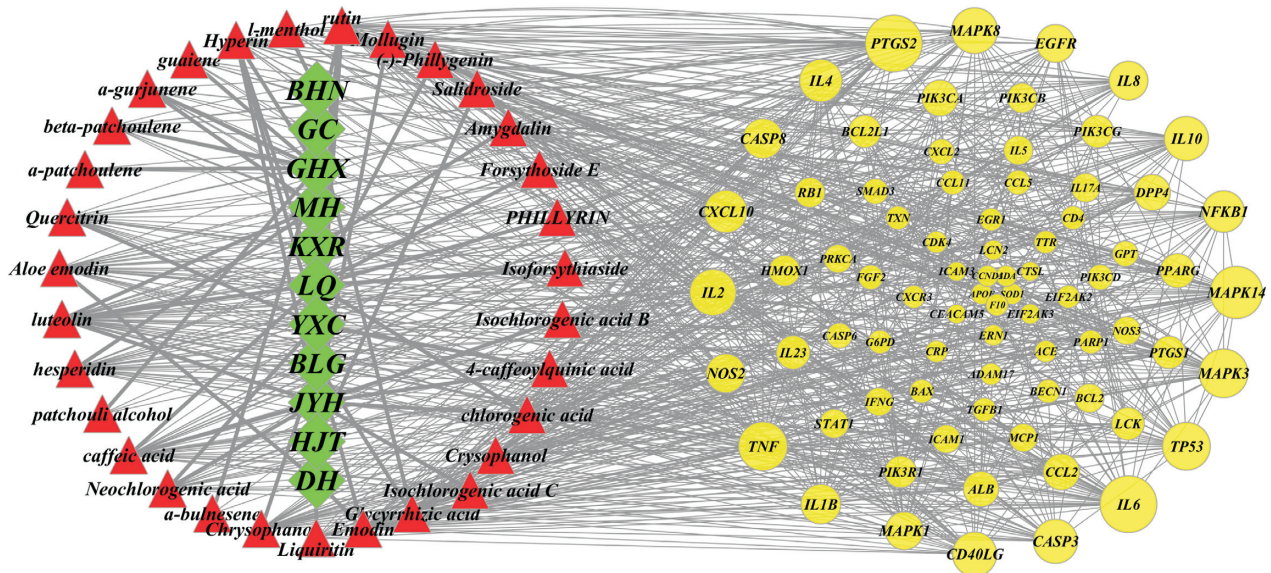 rutin
l-menthol
Mollugin
Hyperin
(-)-Phillygenin
guaiene
Salidroside
a-gurjunene
Amygdalin
beta-patchoulene
Forsythoside E
a-patchoulene
PHILLYRIN
Quercitrin
Isoforsythiaside
Aloe emodin
Isochlorogenic acid B
luteolin
4-caffeoylquinic acid
hesperidin
chlorogenic acid
patchouli alcohol
Crysophanol
caffeic acid
Isochlorogenic acid C
Neochlorogenic acid
Glycyrrhizic acid
a-bulnesene
Emodin
Chrysophano
Liquiritin
BHN
GC
GHX
MH
KXR
LQ
YXC
BLG
JYH
HJT
DH
PTGS2
MAPK8
EGFR
IL4
IL8
PIK3CA
PIK3CB
CASP8
BCL2L1
PIK3CG
IL10
CXCL2
IL5
CXCL10
RB1
SMAD3
CCL11
CCL5
IL17A
DPP4
NFKB1
TXN
EGR1
CD4
CDK4
LCN2
TTR
GPT
HMOX1
PRKCA
FGF2
ICAM3
CTSL
PIK3CD
PPARG
IL2
MAPK14
CXCR3
APOE
SOD1
F10
EIF2AK2
CEACAM5
EIF2AK3
CASP6
G6PD
ERN1
NOS3
IL23
CRP
ACE
PARP1
PTGS1
NOS2
ADAM17
MAPK3
IFNG
BAX
BECN1
BCL2
TGFB1
STAT1
LCK
ICAM1
MCP1
TNF
TP53
PIK3R1
CCL2
ALB
IL1B
IL6
MAPK1
CASP3
CD40LG